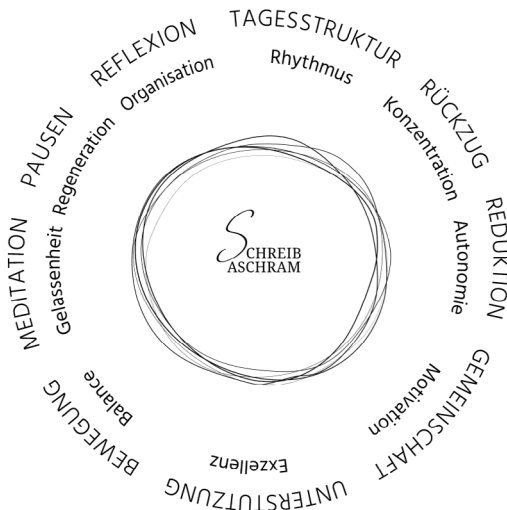 TAGESSTRUKTUR
Rhythmus
RÜCKZUG
Konzentration
REDUKTION
Autonomie
GEMEINSCHAFT
Motivation
UNTERSTÜTZUNG
Exzellenz
BEWEGUNG
Balance
MEDITATION
Gelassenheit
PAUSEN
Regeneration
REFLEXION
Organisation
SCHREIB
ASCHRAM